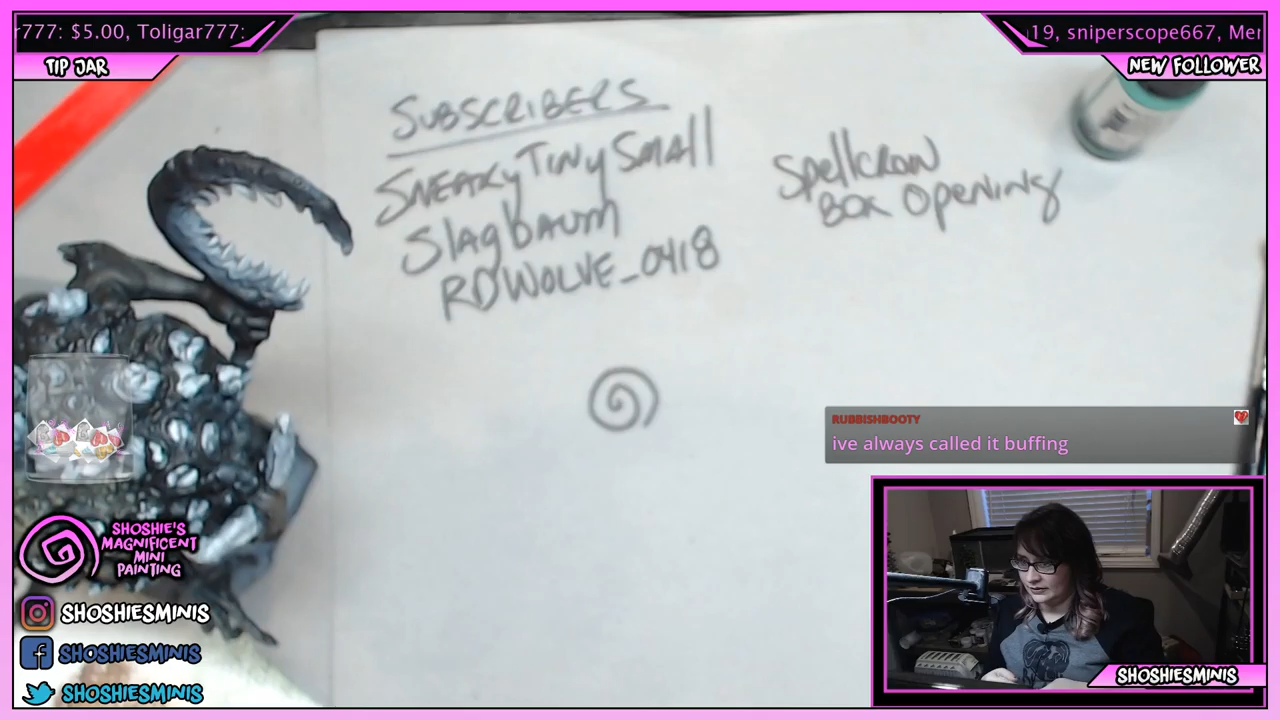 r777: $5.00, Toligar777:
TIP JAR
19, sniperscope667, Mer
NEW FOLLOWER
SUBSCRIBERS
SNEAKyTiNySmAll
SlagbAUm
RDWOLVE_0418
SpellCROW
BOX OpeNiNg
RUBBISHBOOTY
ive always called it buffing
SHOSHIE'S
MAGNIFICENT
MINI
PAINTING
SHOSHIESMINIS
SHOSHIESMINIS
SHOSHIESMINIS
SHOSHIESMINIS